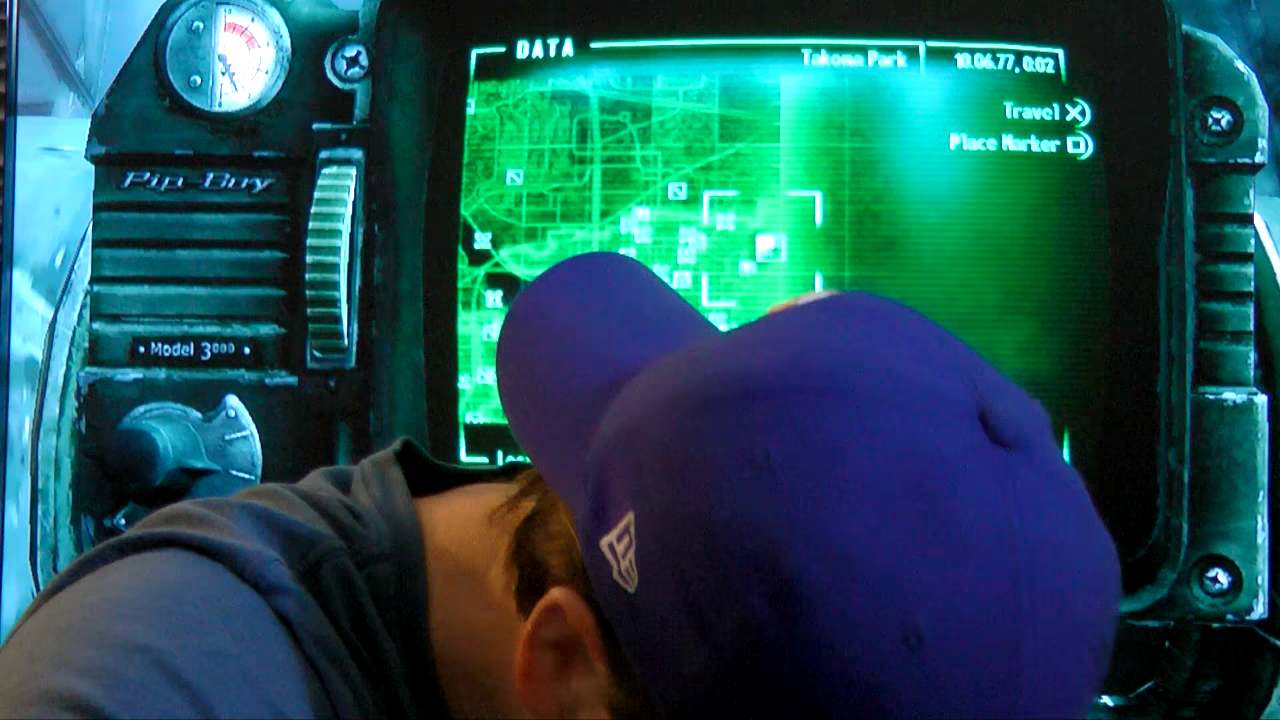 DATA
Takoma Park
10.06.77, 0:02
Travel X)
Place Marker
Pip-Boy
• Model 3000 •